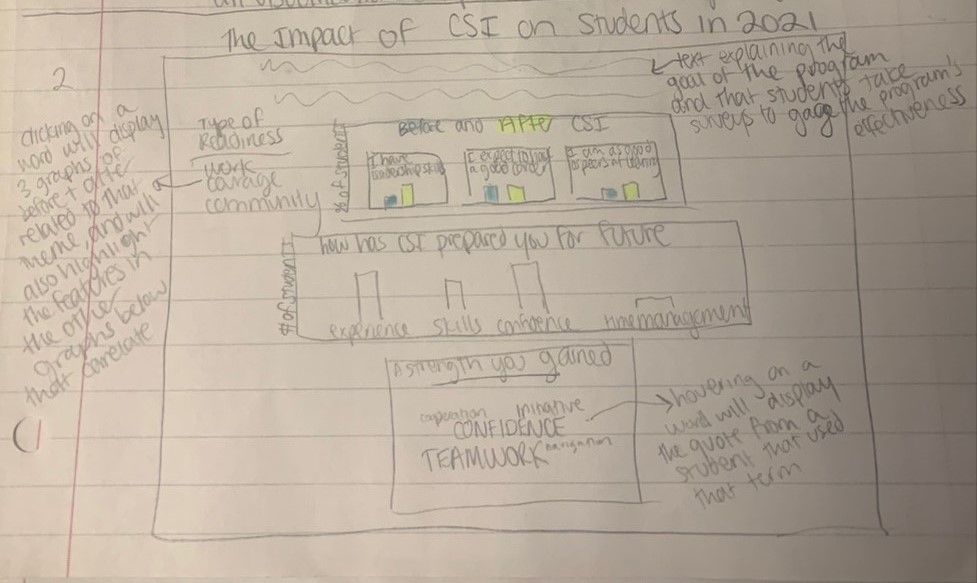 The Impact of CSI on Students in 2021
2
text explaining the
goal of the program
and that students take
surveys to gage the program's
effectiveness
clicking on a
word will display
3 graphs of
before + after
related to that
meme, and will
also highlight
the features in
the other
graphs below
that correlate
Type of
Readiness
work
courage
community
# of students
Before and After CSI
I have
leadership skills
I expect to
a good
I am as good
as peers at learning
# of students
how has CSI prepared you for future
experience skills confidence time management
A strength you gained
cooperation Initiative
CONFIDENCE
TEAMWORK navigation
hovering on a
word will display
the quote from a
student that used
that term